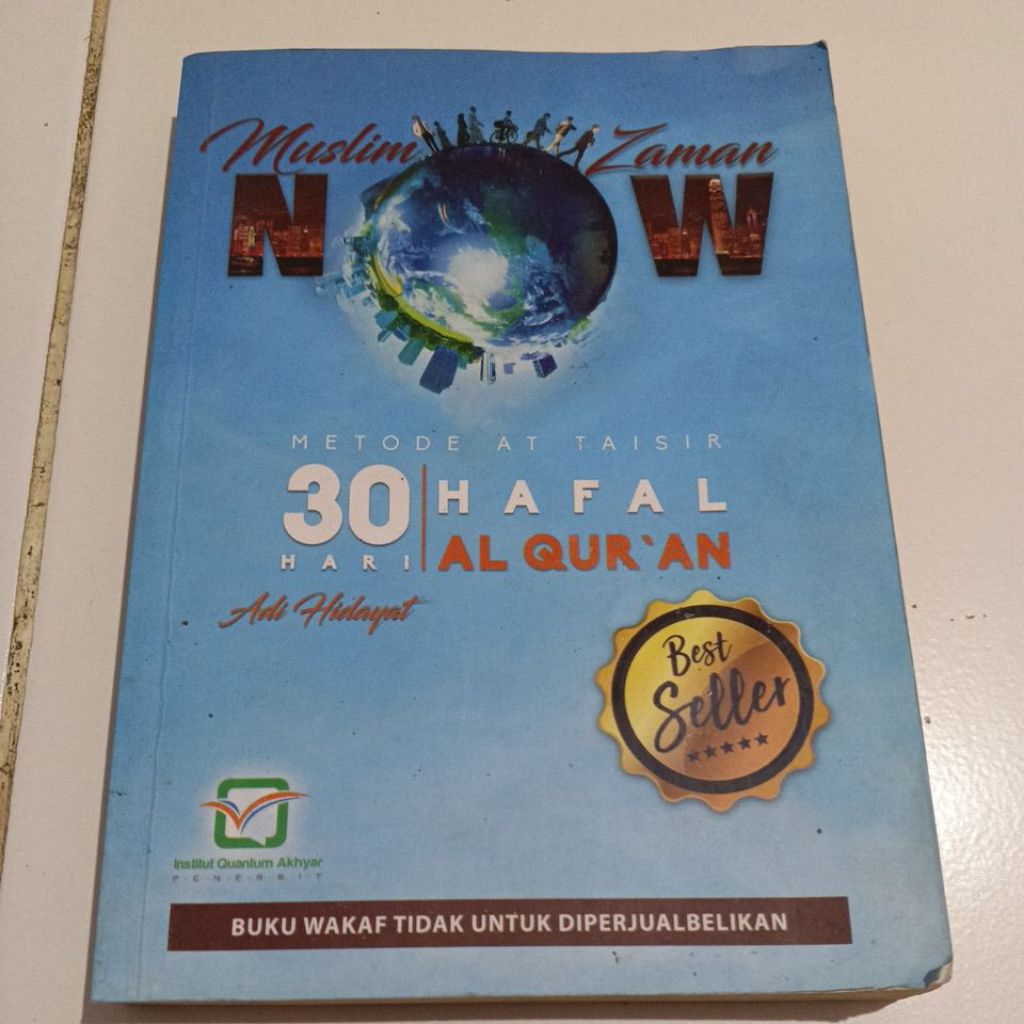 Muslim Zaman
NOW
METODE AT TAISIR
30 HARI
HAFAL
AL QUR`AN
Adi Hidayat
Best
Seller
Institut Quantum Akhyar
P-E-N-E-R-B-I-T
BUKU WAKAF TIDAK UNTUK DIPERJUALBELIKAN